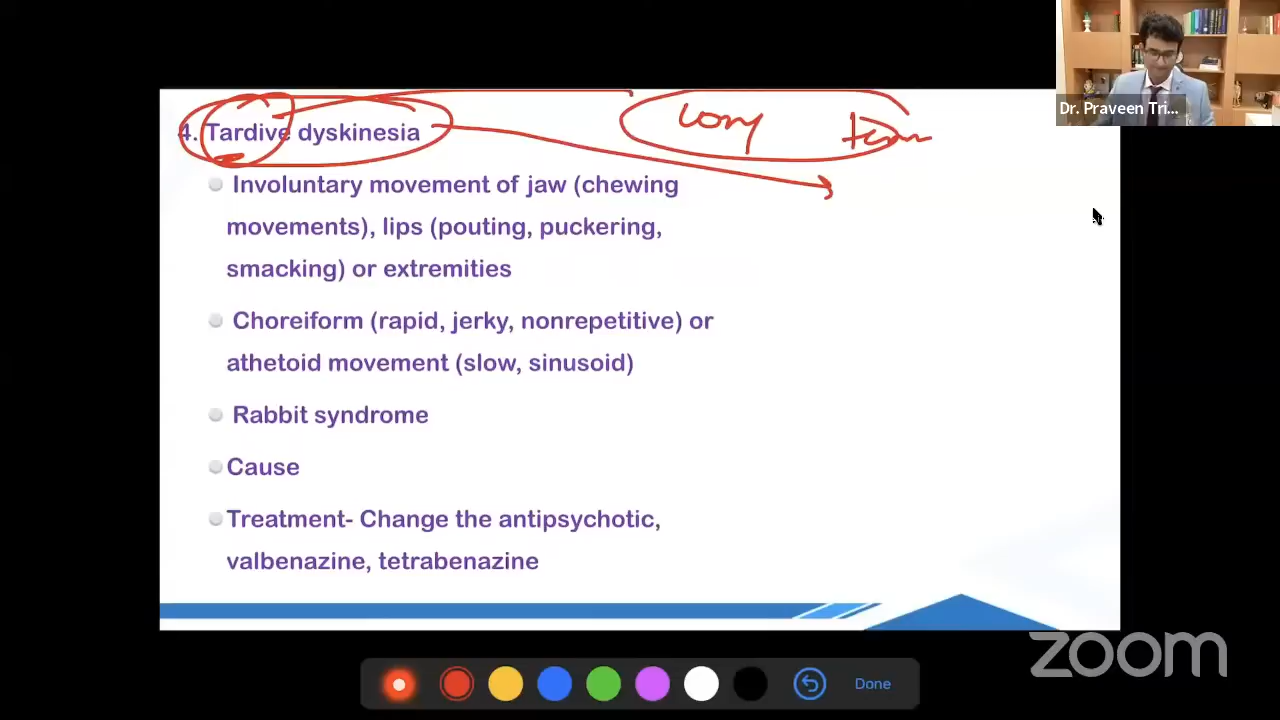 Dr. Praveen Tri...
4. Tardive dyskinesia
long term
Involuntary movement of jaw (chewing
movements), lips (pouting, puckering,
smacking) or extremities
Choreiform (rapid, jerky, nonrepetitive) or
athetoid movement (slow, sinusoid)
Rabbit syndrome
Cause
Treatment- Change the antipsychotic,
valbenazine, tetrabenazine
zoom
Done